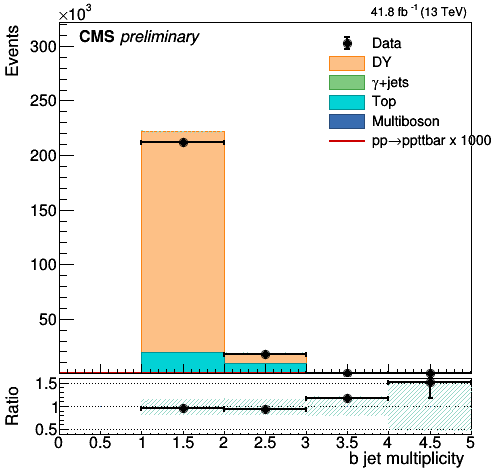 ×10³
41.8 fb⁻¹ (13 TeV)
CMS preliminary
Events
300
250
200
150
100
50
Data
DY
γ+jets
Top
Multiboson
pp→ppttbar x 1000
Ratio
1.5
1
0.5
0 0.5 1 1.5 2 2.5 3 3.5 4 4.5 5
b jet multiplicity